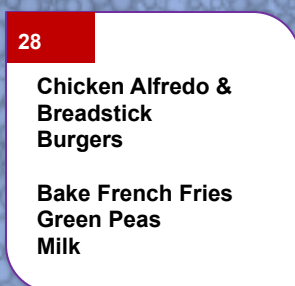 28
Chicken Alfredo &
Breadstick
Burgers
Bake French Fries
Green Peas
Milk